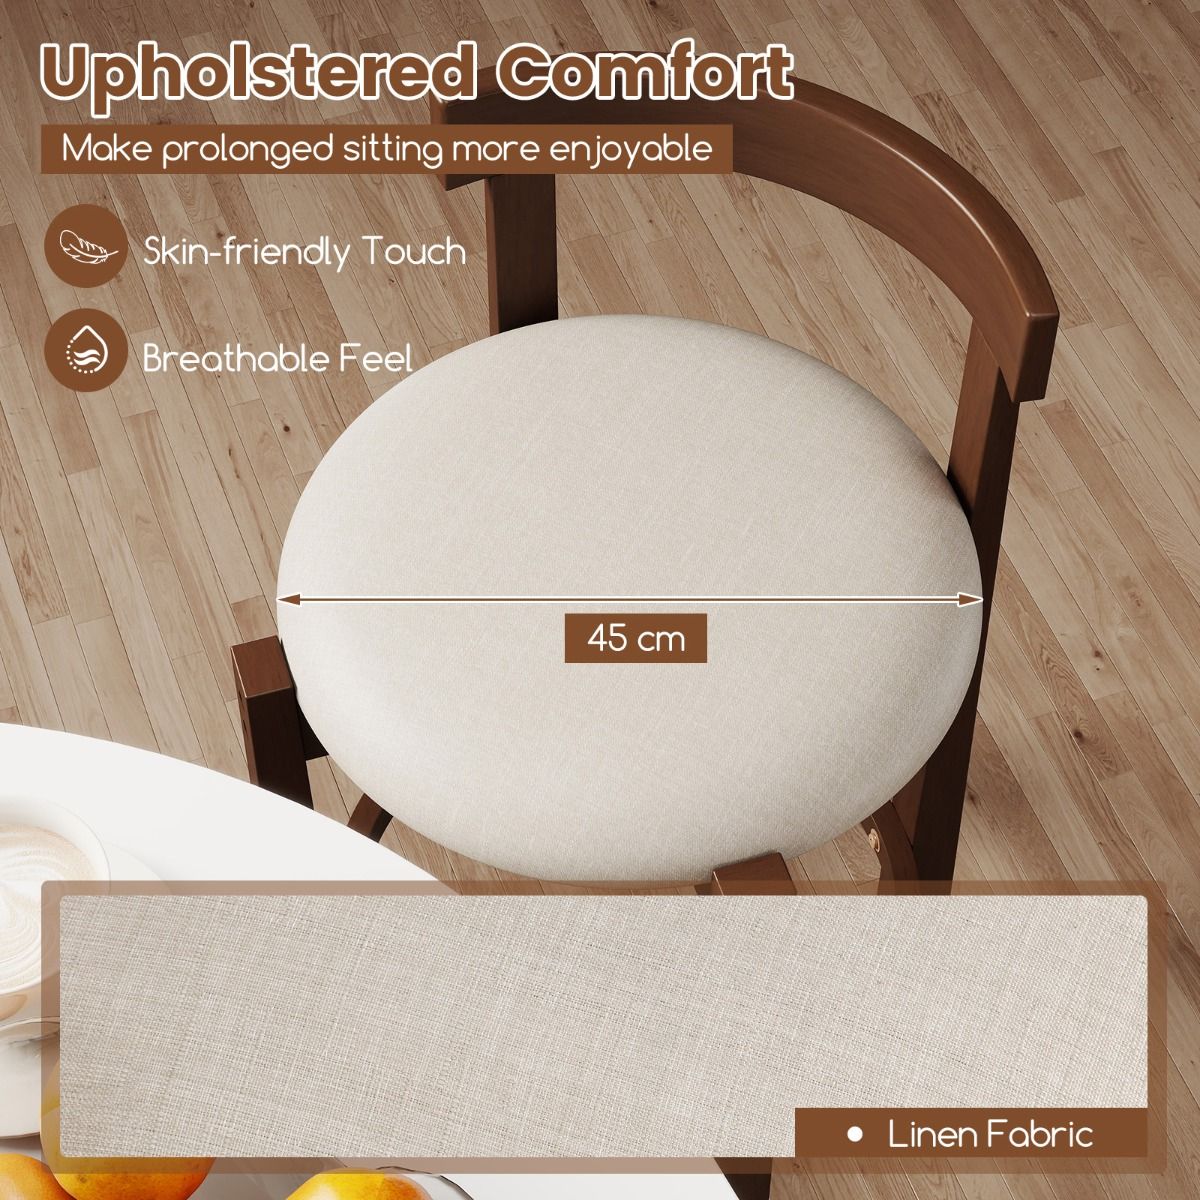 Upholstered Comfort
Make prolonged sitting more enjoyable
Skin-friendly Touch
Breathable Feel
45 cm
Linen Fabric